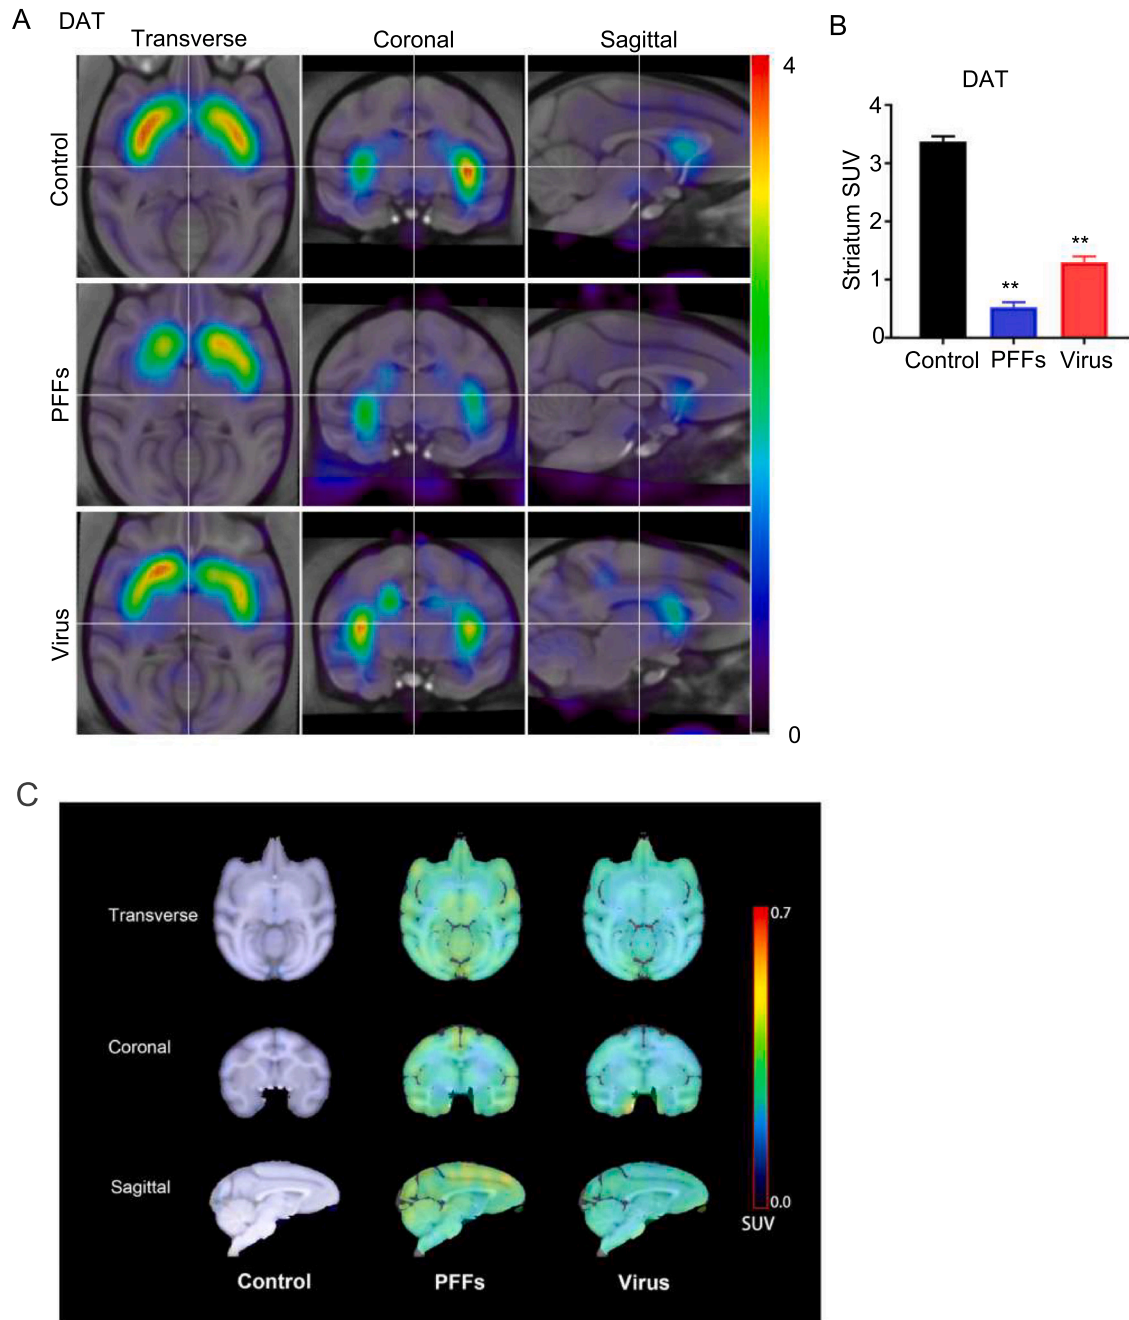 A
DAT
Transverse
Coronal
Sagittal
Control
PFFs
Virus
4
0
B
DAT
Striatum SUV
4
3
2
1
0
**
**
Control
PFFs
Virus
C
Transverse
Coronal
Sagittal
0.7
0.0
SUV
Control
PFFs
Virus